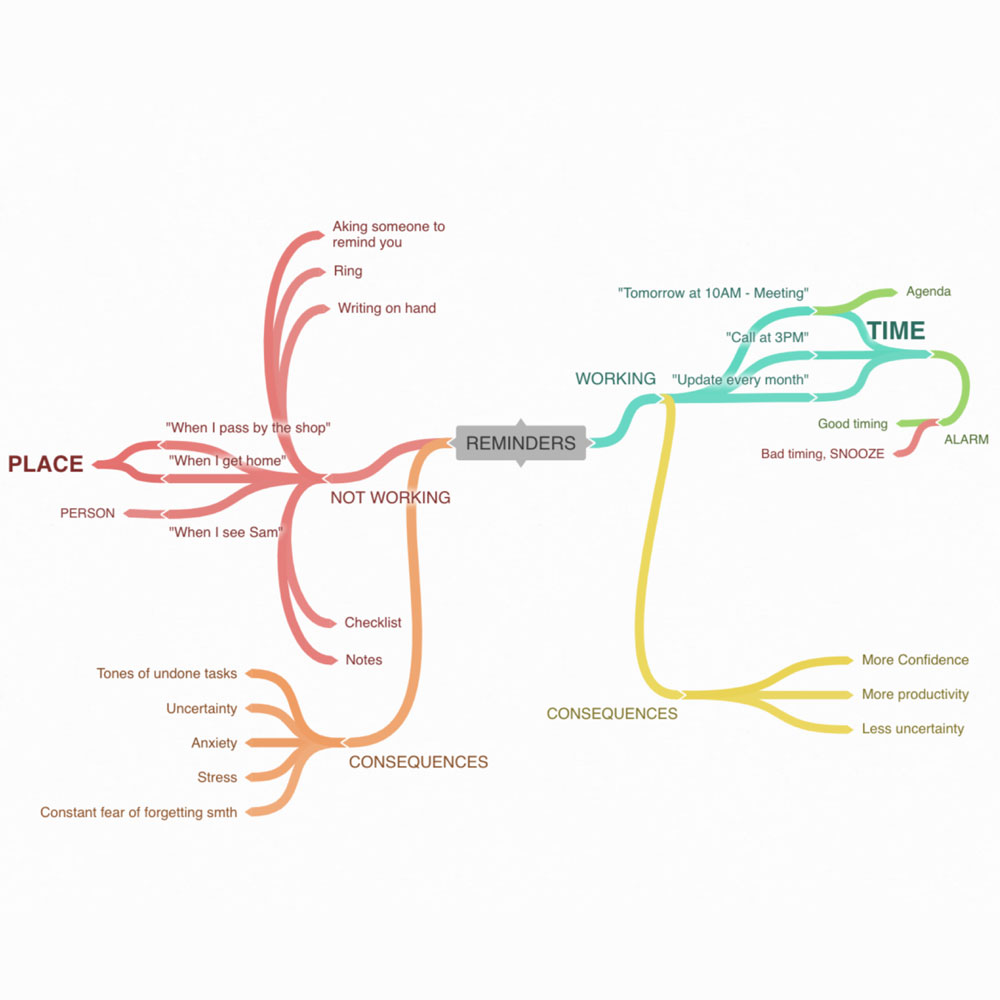 REMINDERS
NOT WORKING
Aking someone to
remind you
Ring
Writing on hand
"When I pass by the shop"
"When I get home"
PLACE
"When I see Sam"
PERSON
Checklist
Notes
CONSEQUENCES
Tones of undone tasks
Uncertainty
Anxiety
Stress
Constant fear of forgetting smth
WORKING
"Tomorrow at 10AM - Meeting"
Agenda
"Call at 3PM"
"Update every month"
TIME
ALARM
Good timing
Bad timing, SNOOZE
CONSEQUENCES
More Confidence
More productivity
Less uncertainty